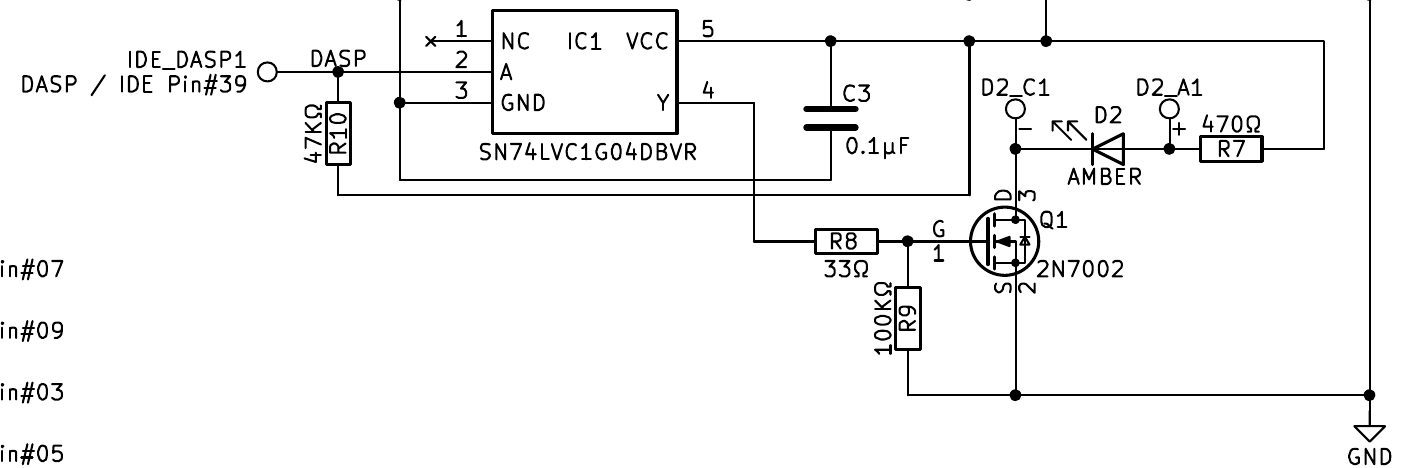 IDE_DASP1
DASP / IDE Pin#39
DASP
47KΩ
R10
1
2
3
NC
A
GND
IC1
VCC
Y
5
4
SN74LVC1G04DBVR
C3
0.1µF
D2_C1
-
D2_A1
+
D2
AMBER
470Ω
R7
D
3
Q1
G
1
2N7002
S
2
R8
33Ω
100KΩ
R9
in#07
in#09
in#03
in#05
GND